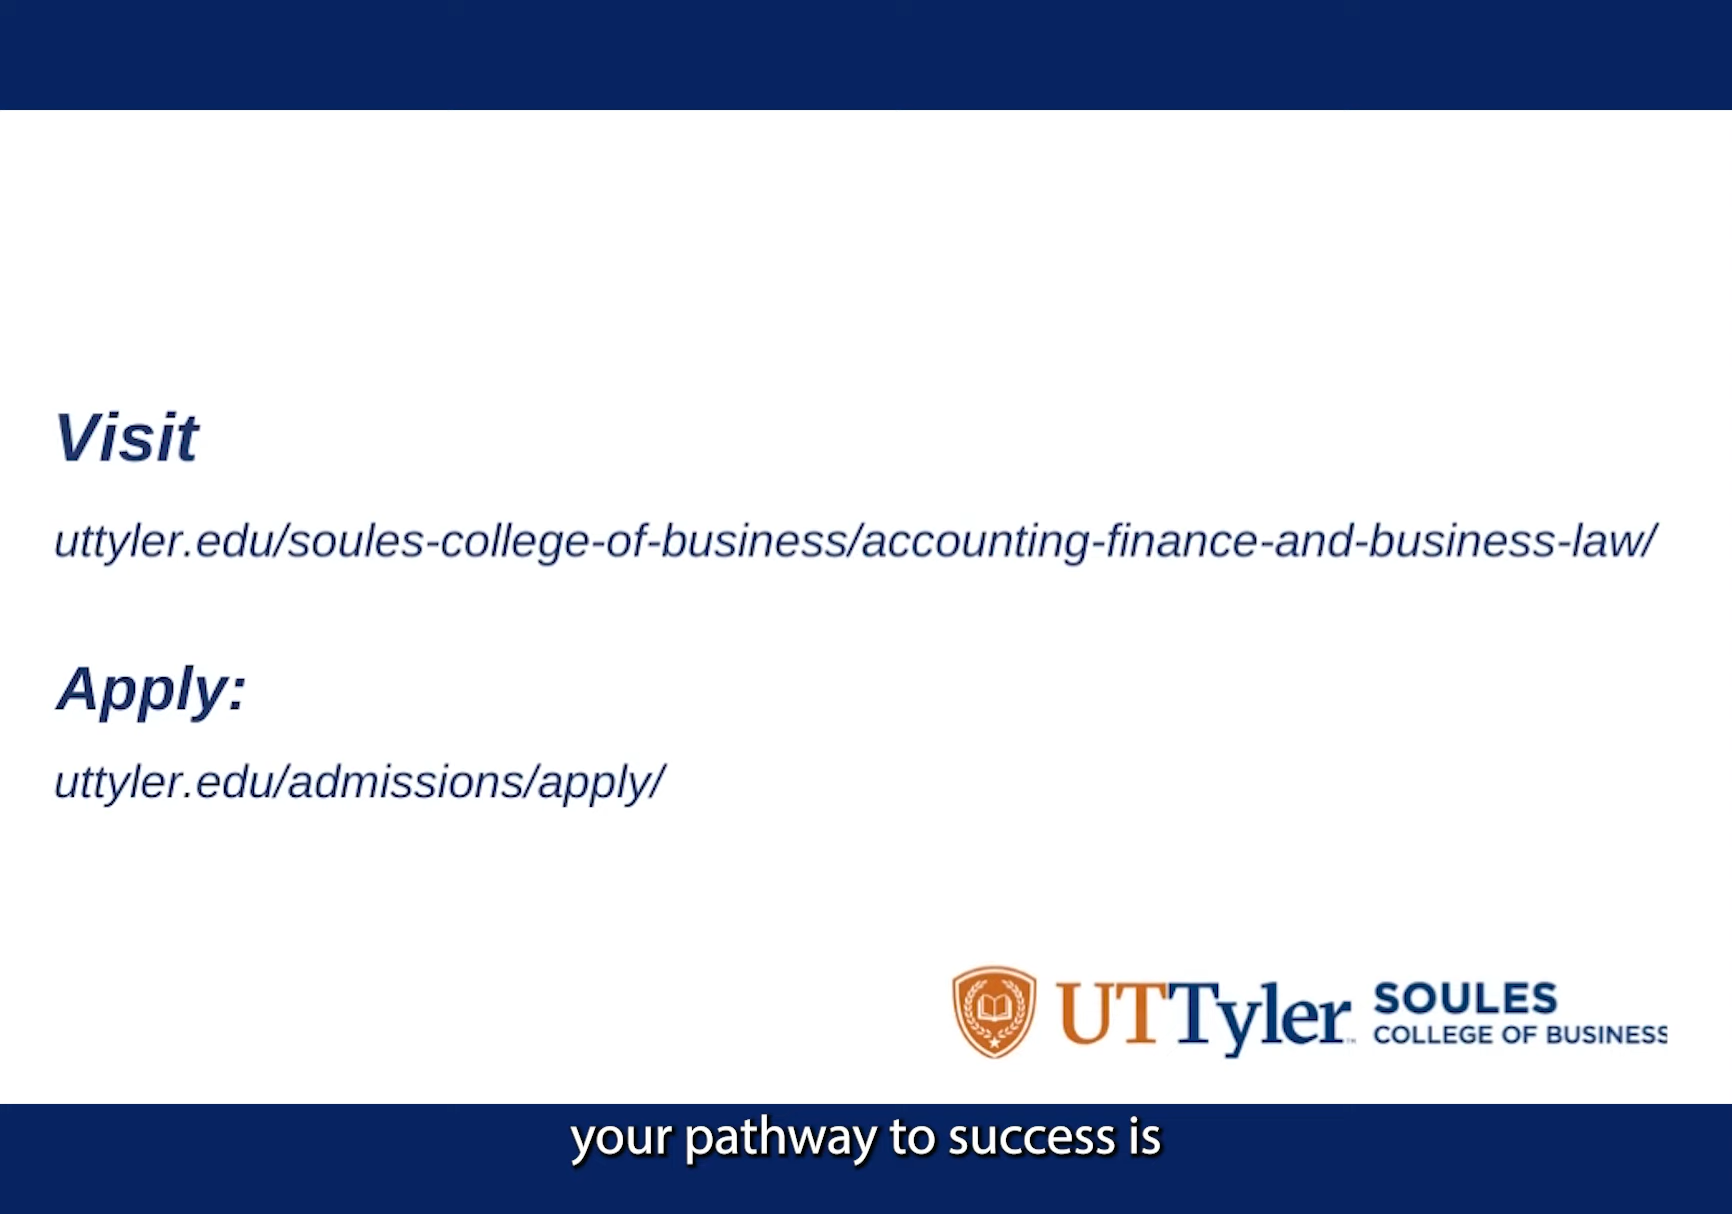 Visit
uttyler.edu/soules-college-of-business/accounting-finance-and-business-law/
Apply:
uttyler.edu/admissions/apply/
UTTyler™ SOULES
COLLEGE OF BUSINESS
your pathway to success is